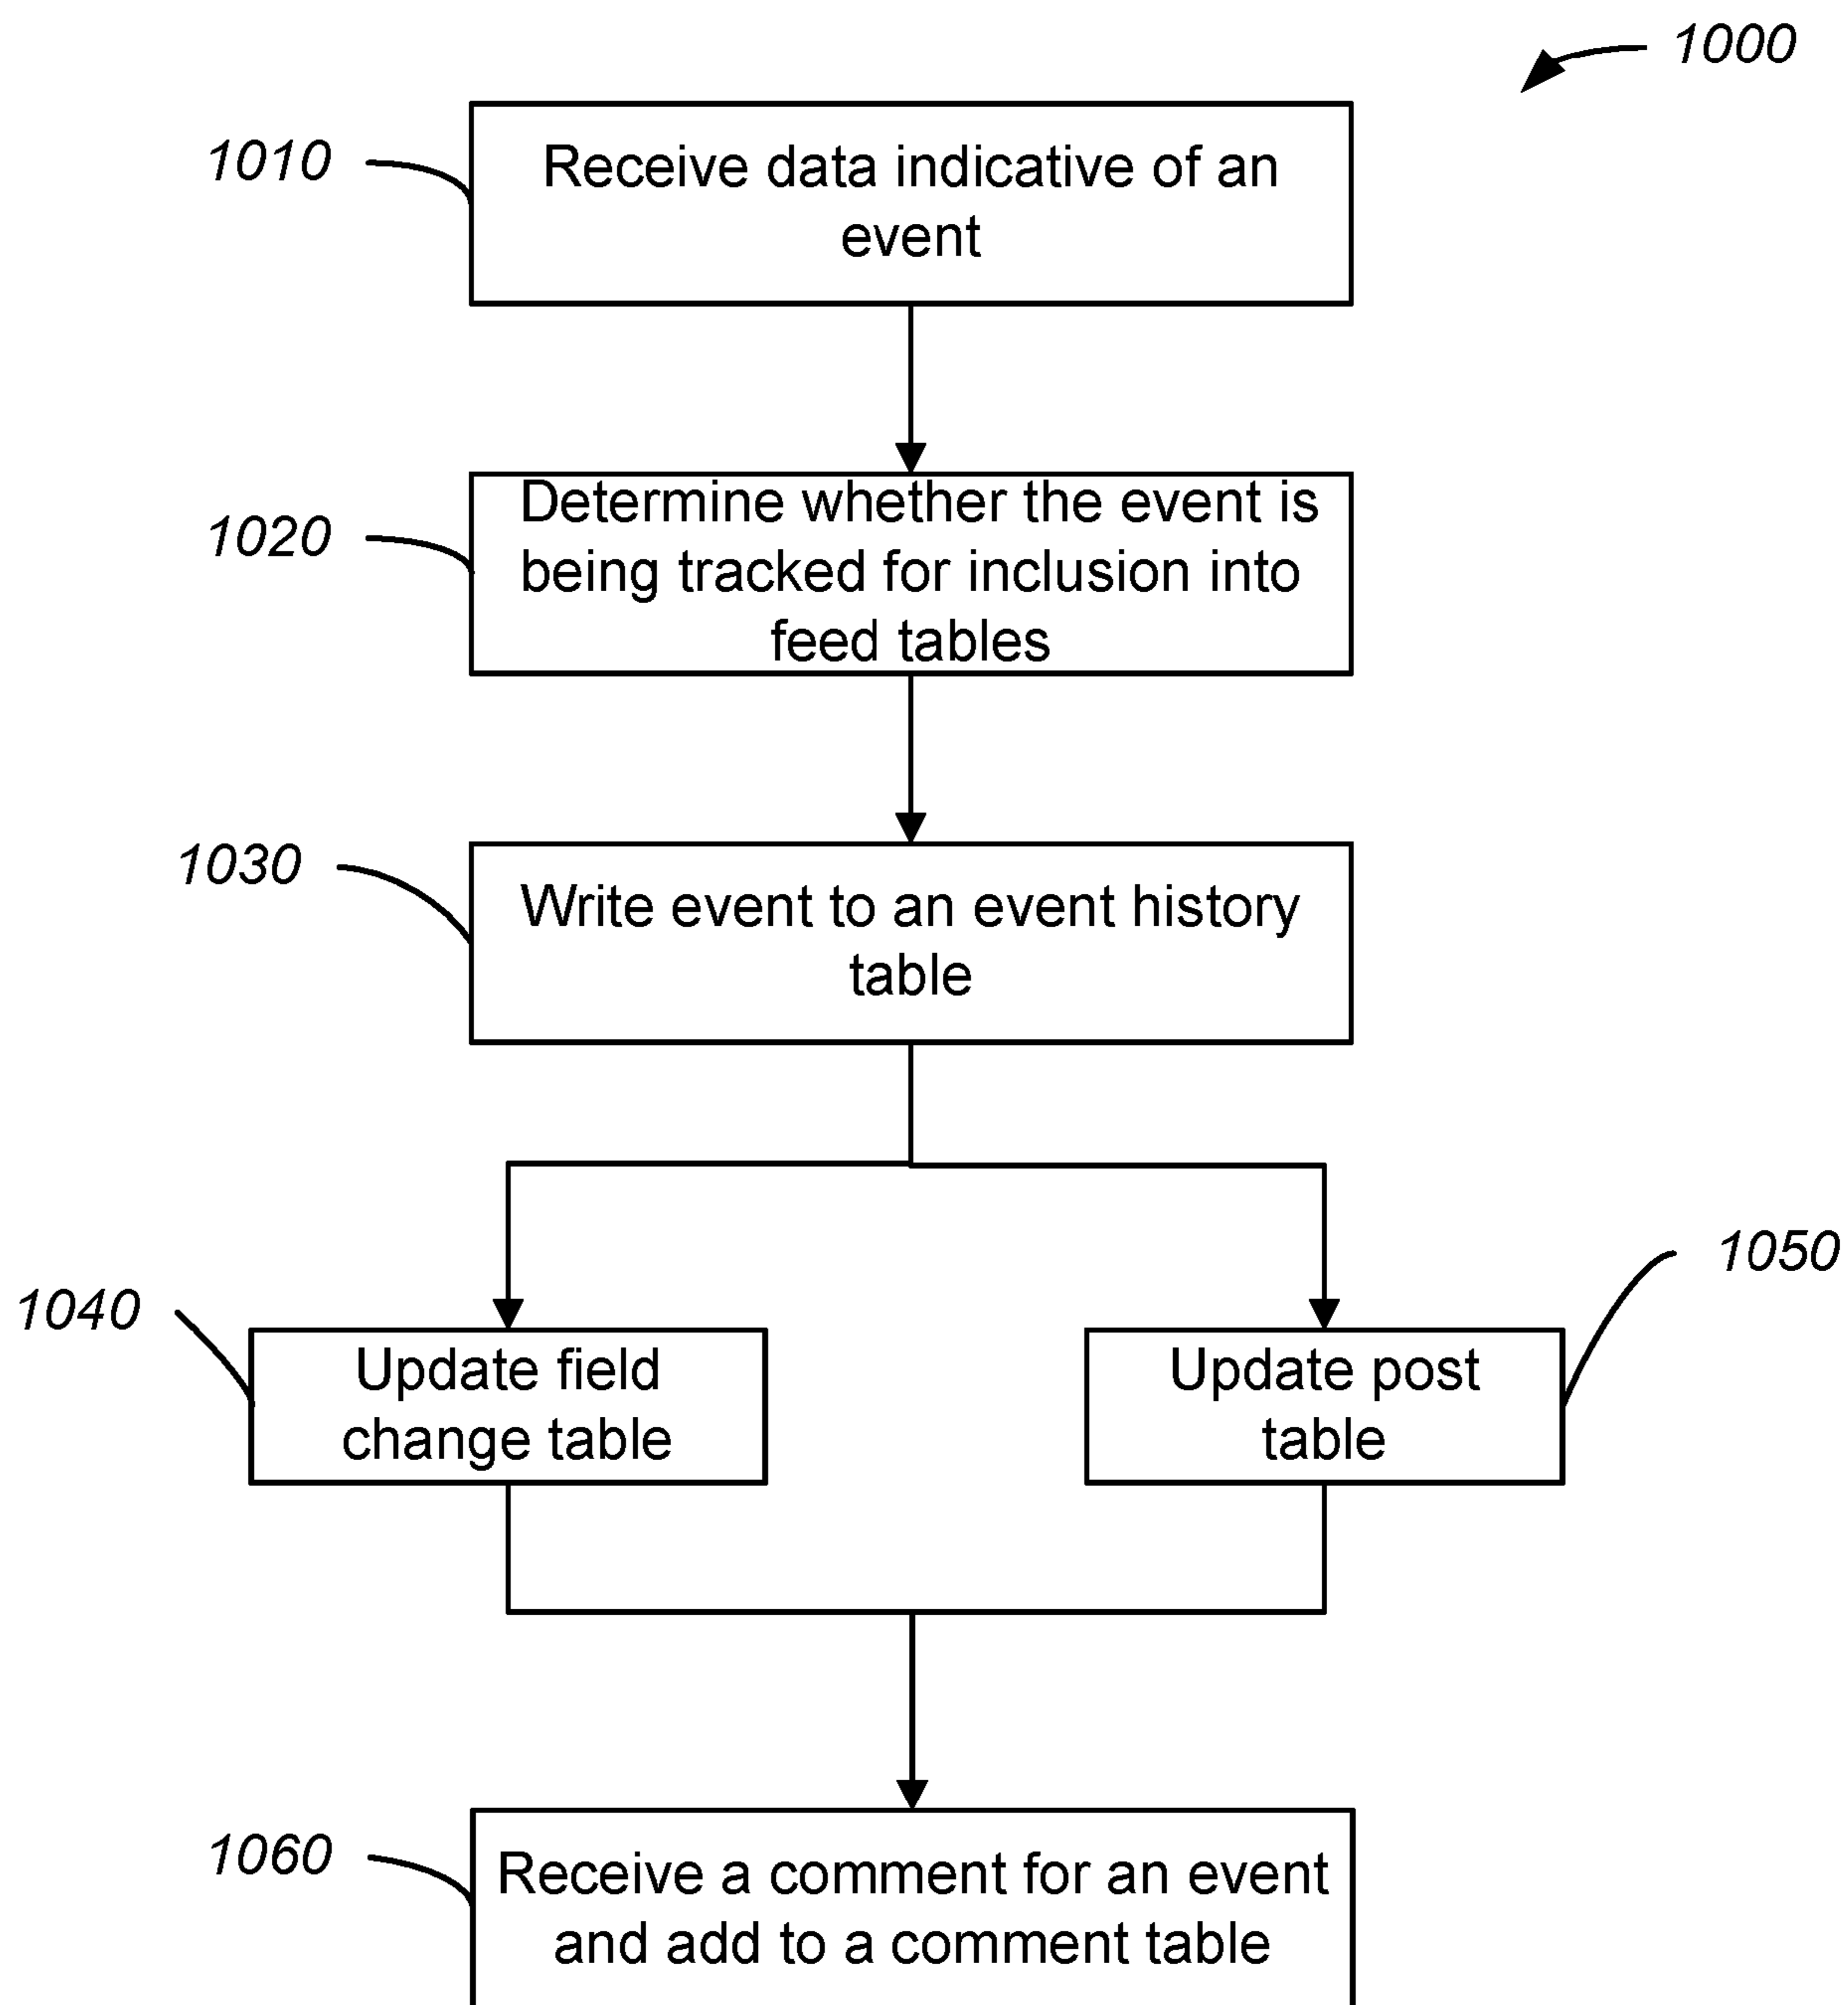 1000
1010
Receive data indicative of an
event
1020
Determine whether the event is
being tracked for inclusion into
feed tables
1030
Write event to an event history
table
1040
Update field
change table
1050
Update post
table
1060
Receive a comment for an event
and add to a comment table